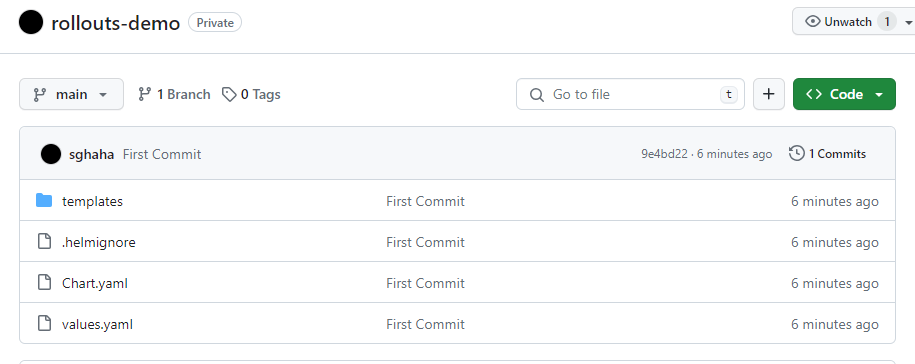 rollouts-demo Private Unwatch 1
main 1 Branch 0 Tags Go to file t Code
sghaha First Commit 9e4bd22 · 6 minutes ago 1 Commits
templates First Commit 6 minutes ago
.helmignore First Commit 6 minutes ago
Chart.yaml First Commit 6 minutes ago
values.yaml First Commit 6 minutes ago